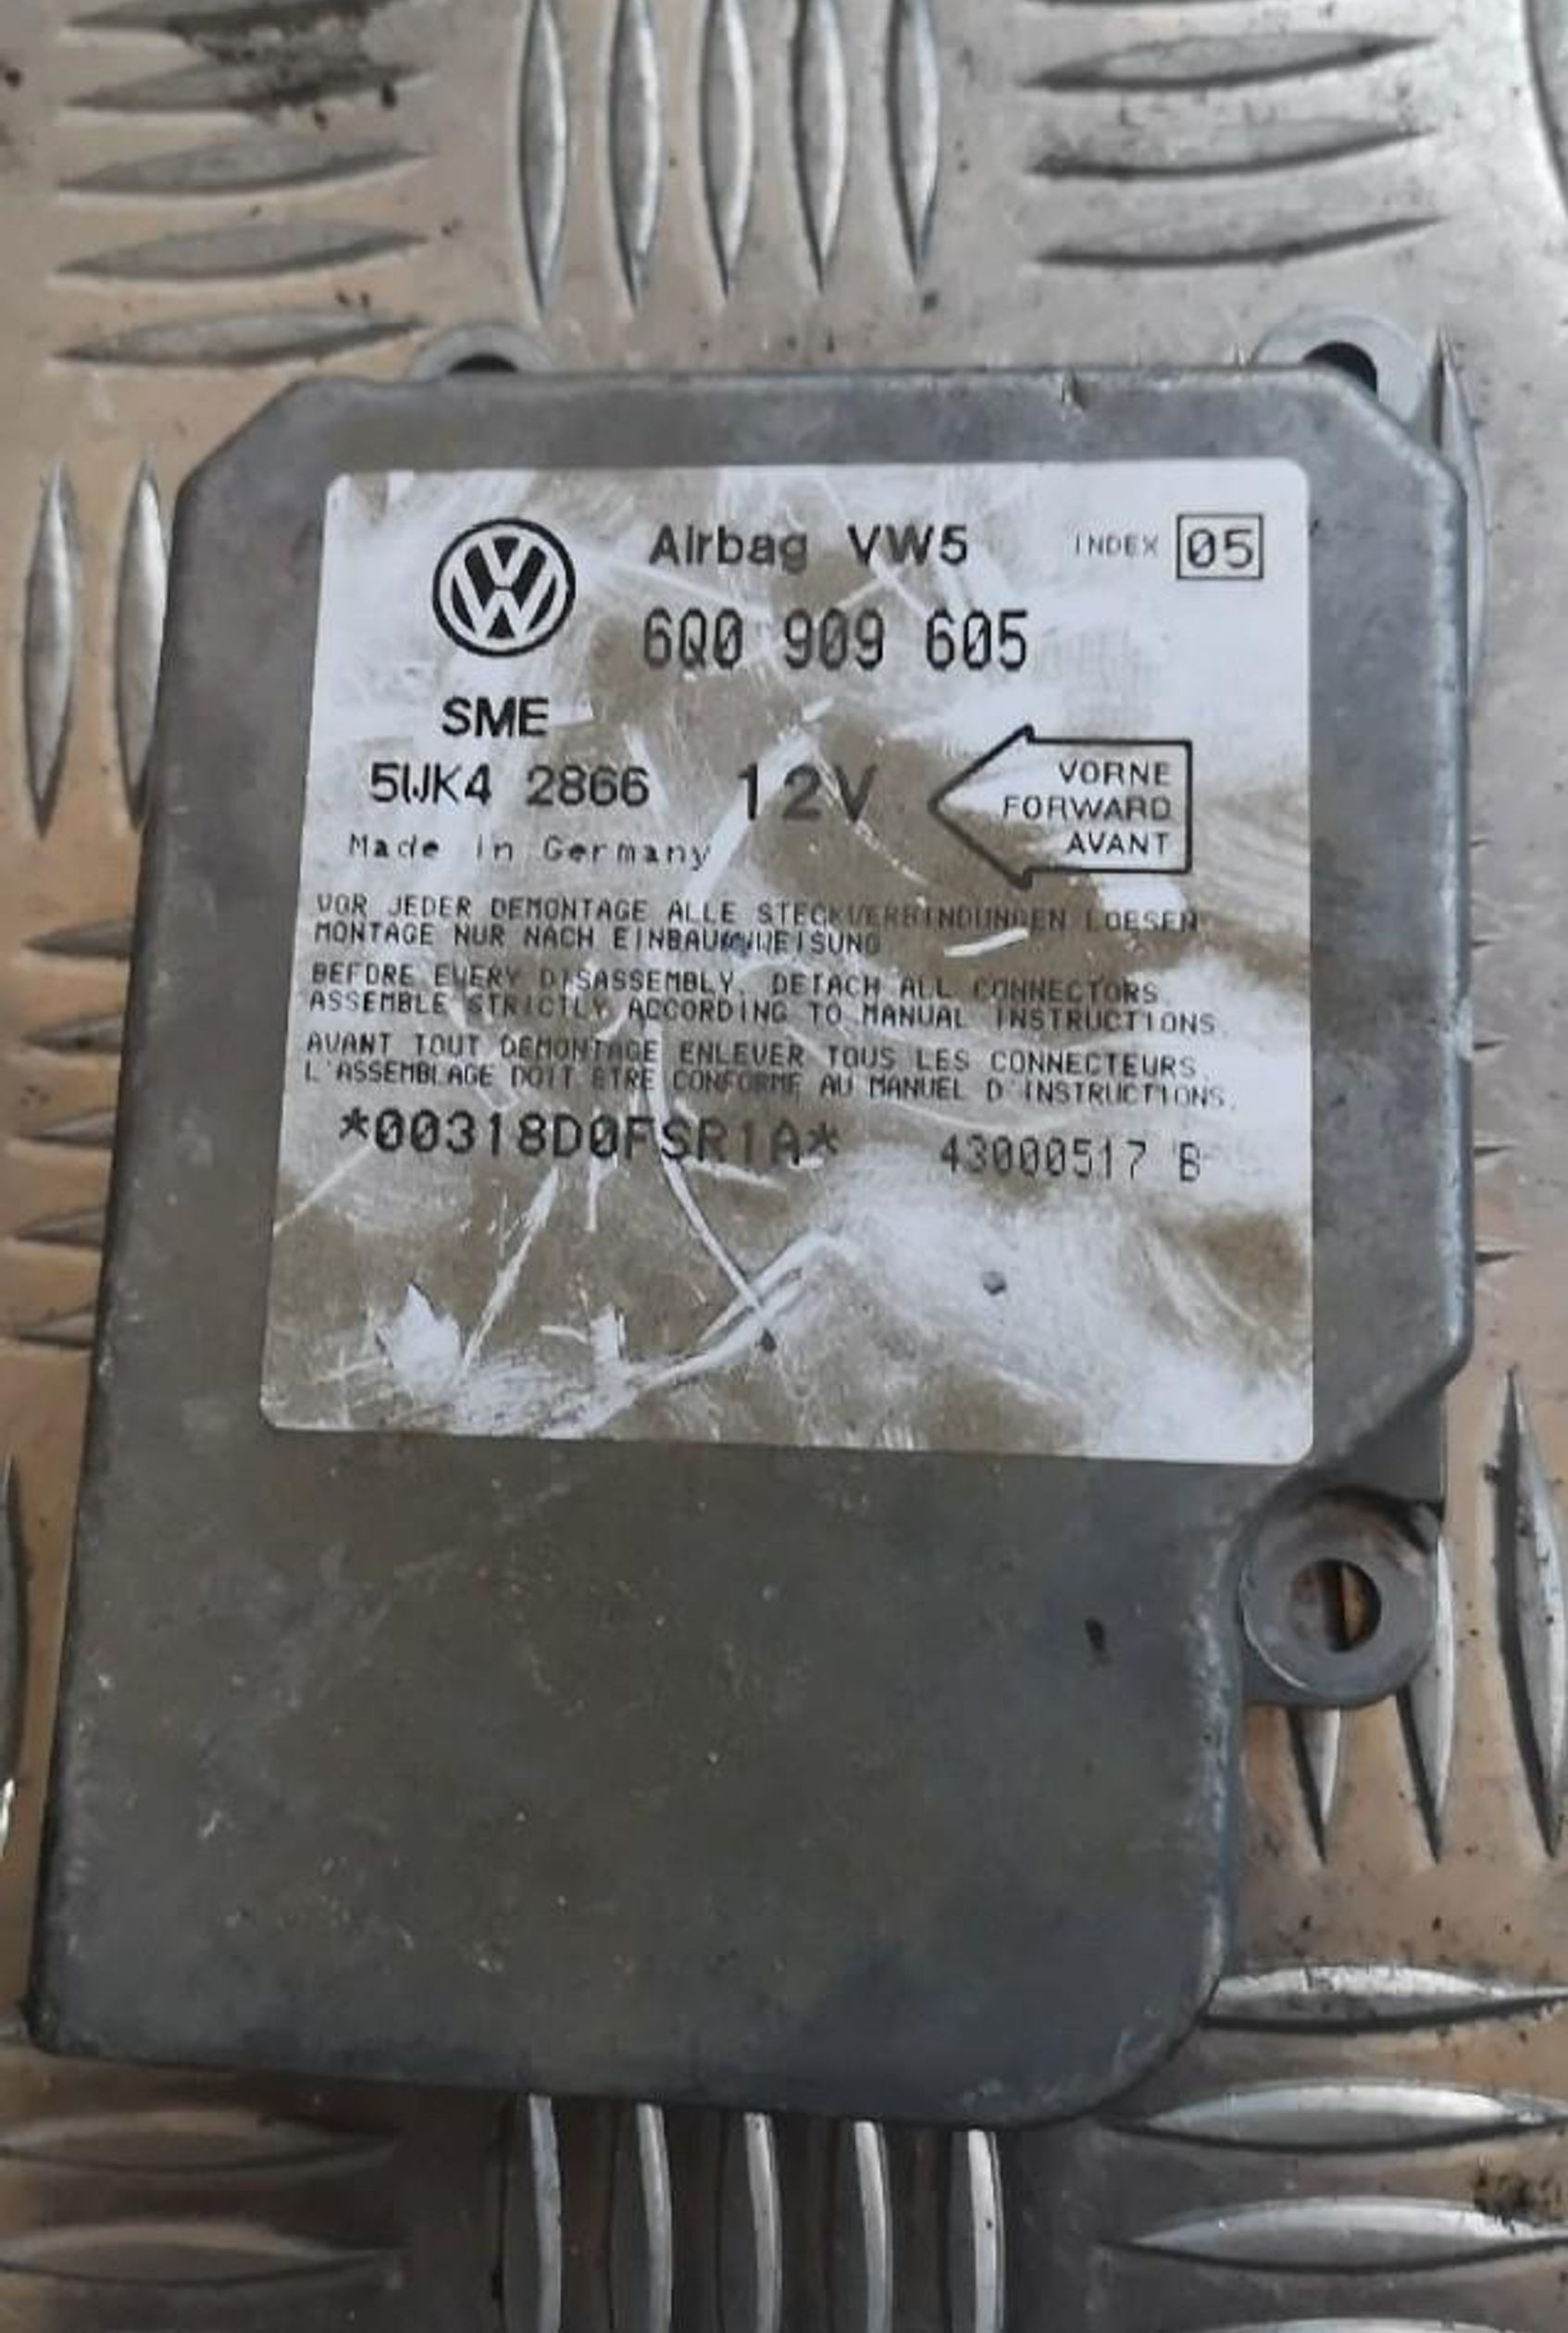 Airbag VW5 INDEX 05
6Q0 909 605
SME
5WK4 2866 12V
VORNE
FORWARD
AVANT
Made in Germany
VOR JEDER DEMONTAGE ALLE STECKVERBINDUNGEN LOESEN
MONTAGE NUR NACH EINBAUANWEISUNG
BEFORE EVERY DISASSEMBLY, DETACH ALL CONNECTORS.
ASSEMBLE STRICTLY ACCORDING TO MANUAL INSTRUCTIONS.
AVANT TOUT DEMONTAGE ENLEVER TOUS LES CONNECTEURS.
L'ASSEMBLAGE DOIT ETRE CONFORME AU MANUEL D'INSTRUCTIONS.
*00318D0FSR1A* 43000517 B